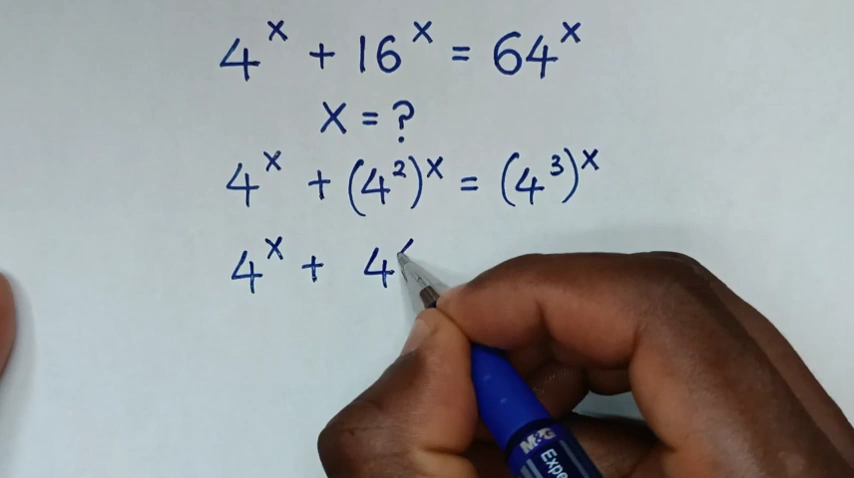 4^x + 16^x = 64^x
x = ?
4^x + (4^2)^x = (4^3)^x
4^x + 4
M&G
Expe